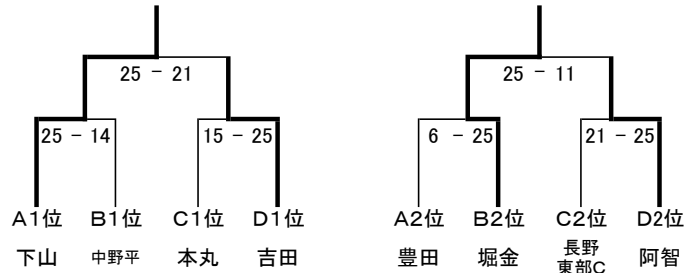 25 － 21
25 － 11
25 － 14
15 － 25
6 － 25
21 － 25
A1位 B1位 C1位 D1位
A2位 B2位 C2位 D2位
下山 中野平 本丸 吉田
豊田 堀金 長野 阿智
東部C